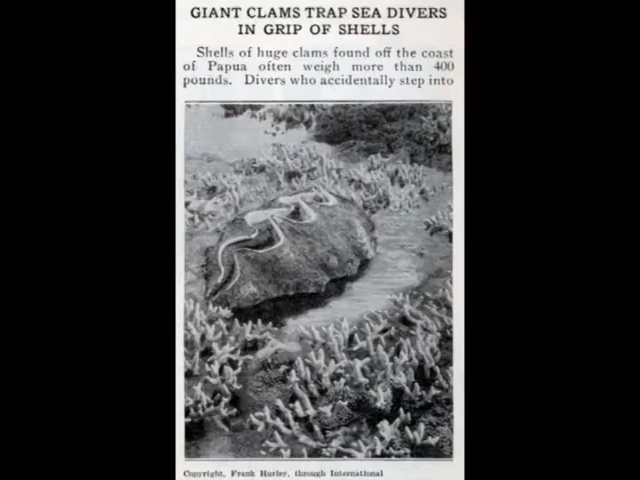 GIANT CLAMS TRAP SEA DIVERS
IN GRIP OF SHELLS
Shells of huge clams found off the coast
of Papua often weigh more than 400
pounds. Divers who accidentally step into
Copyright, Frank Hurley, through International